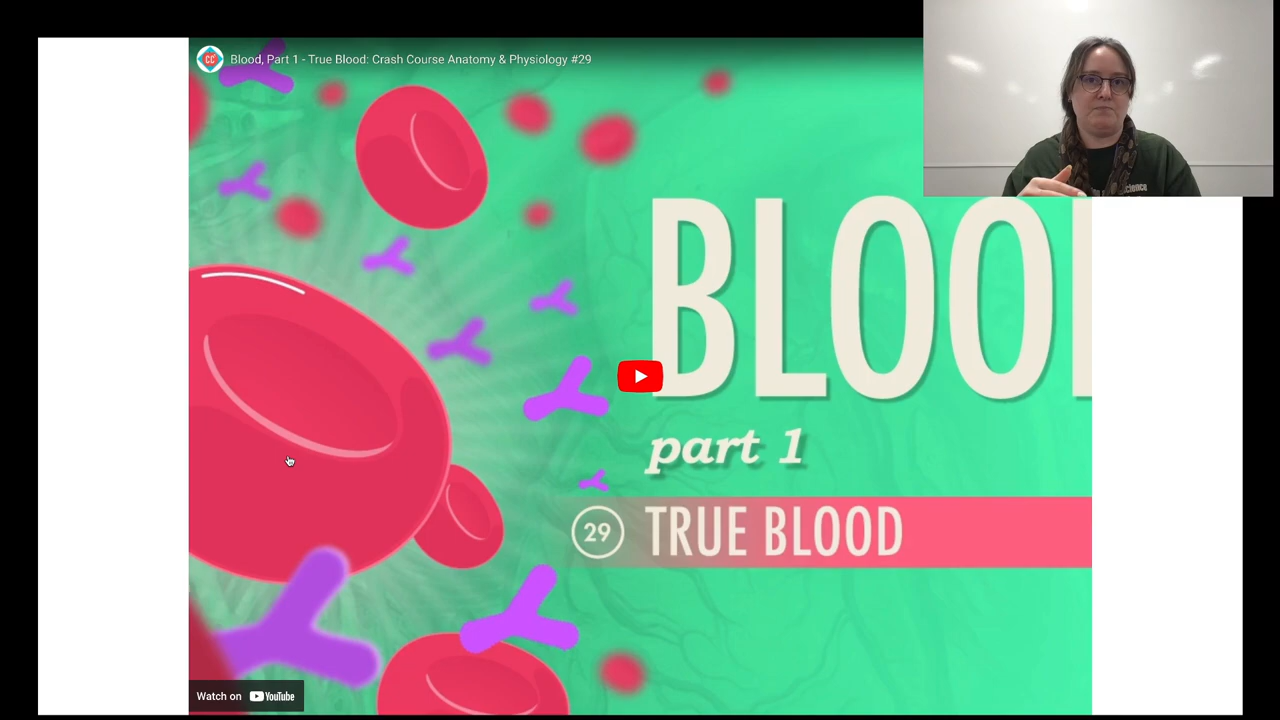 CC
Blood, Part 1 - True Blood: Crash Course Anatomy & Physiology #29
BLOO
part 1
29 TRUE BLOOD
Watch on YouTube